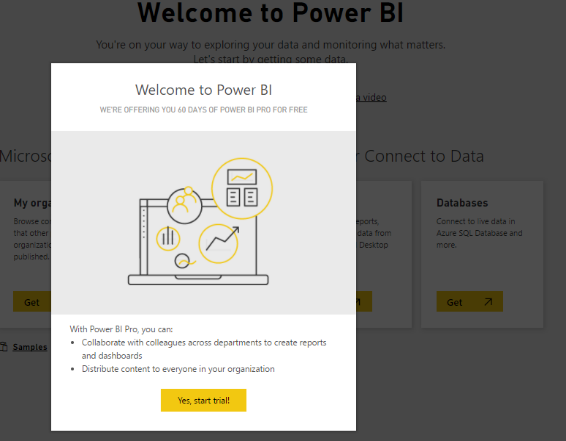 Welcome to Power BI
You're on your way to exploring your data and monitoring what matters.
Let's start by getting some data.
a video
Welcome to Power BI
WE'RE OFFERING YOU 60 DAYS OF POWER BI PRO FOR FREE
Connect to Data
My
Browse
that other
published,
Get
Samples
reports,
data from
Desktop
Databases
Connect to live data in
Azure SQL Database and
more.
Get
With Power BI Pro, you can:
• Collaborate with colleagues across departments to create reports
and dashboards
• Distribute content to everyone in your organization
Yes, start trial!